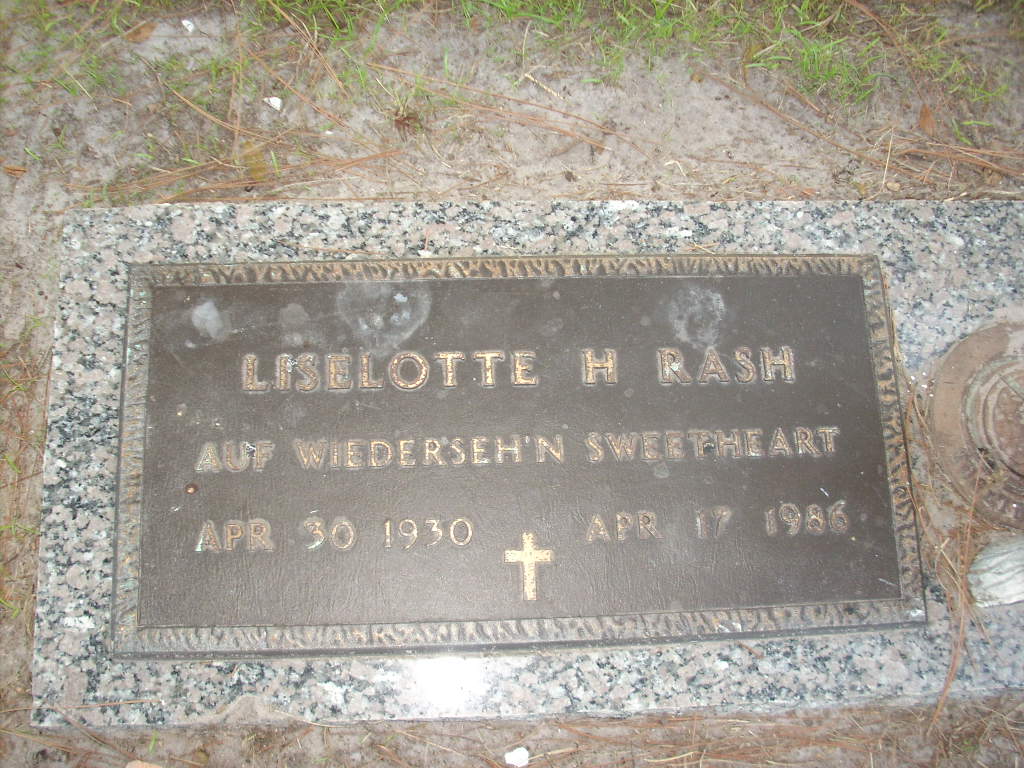 LISELOTTE H RASH
AUF WIEDERSEH'N SWEETHEART
APR 30 1930 APR 17 1986